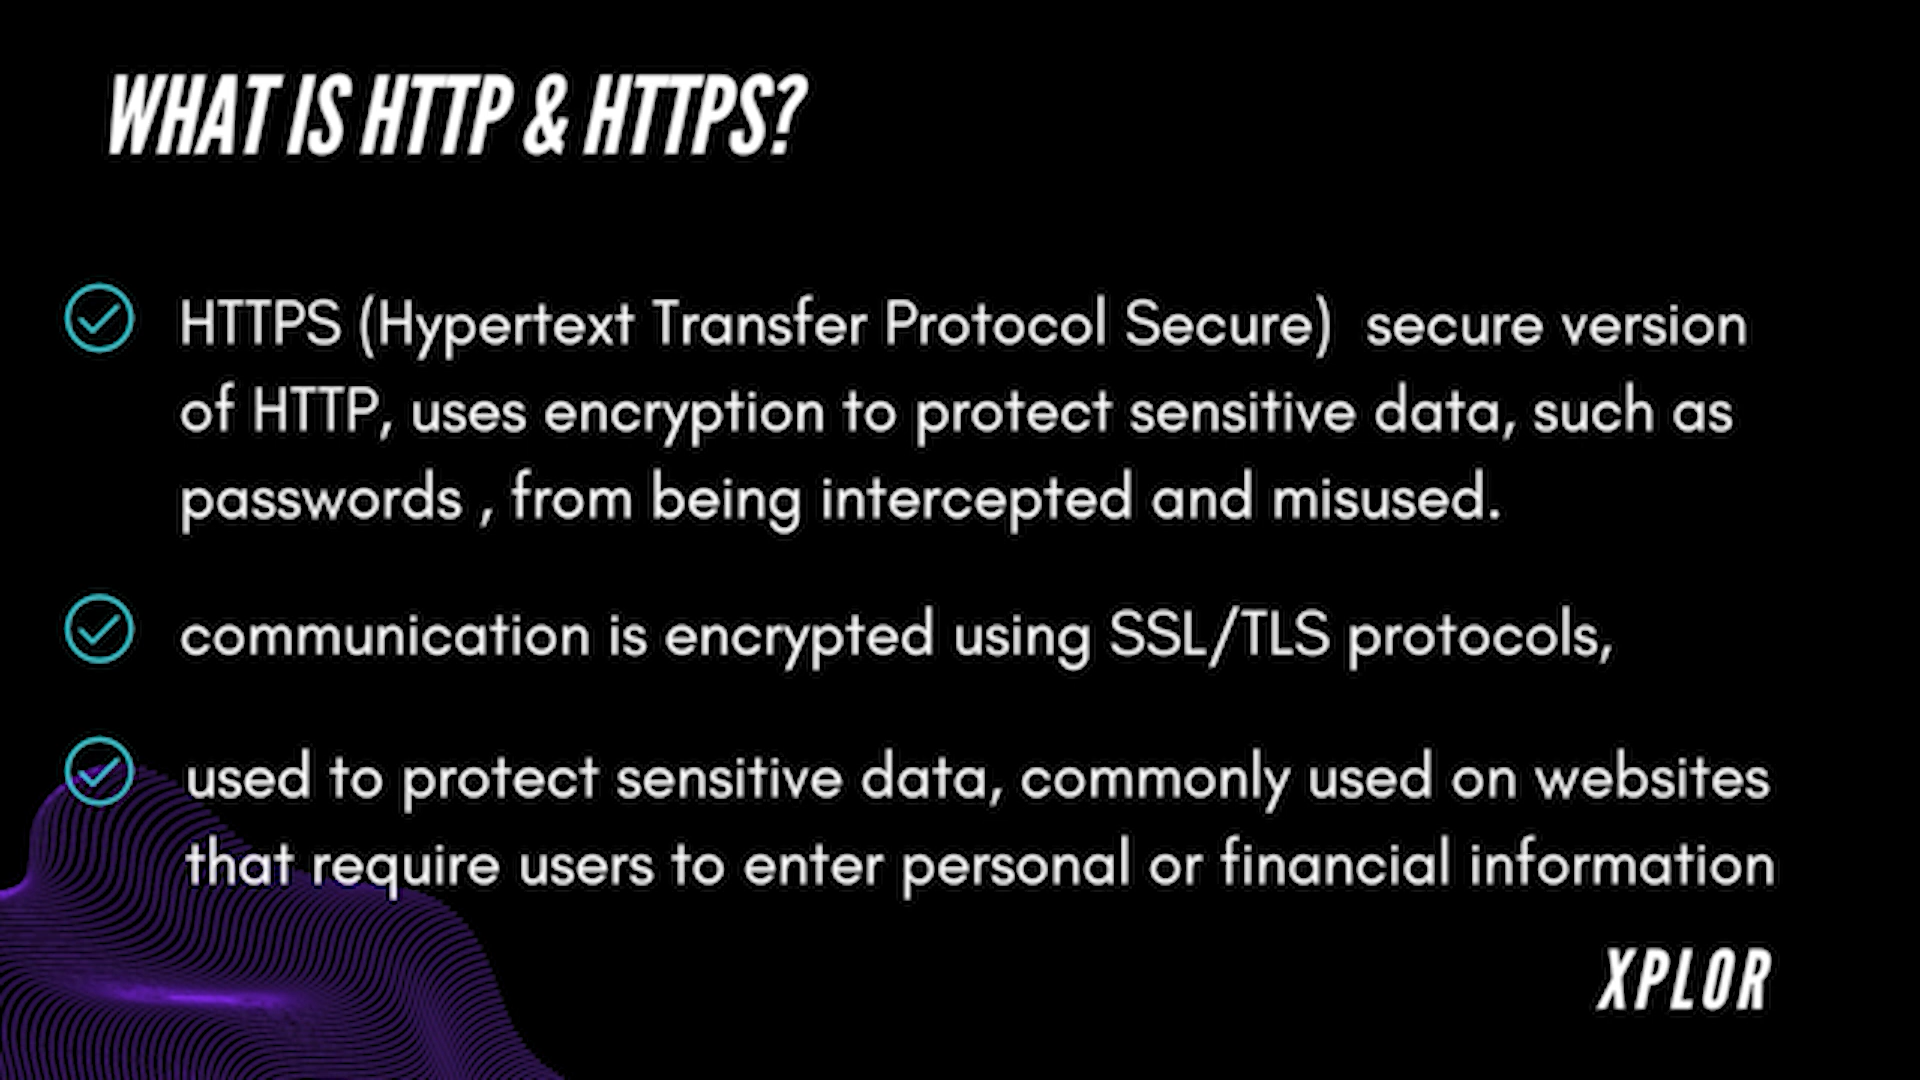 WHAT IS HTTP & HTTPS?
HTTPS (Hypertext Transfer Protocol Secure)  secure version
of HTTP, uses encryption to protect sensitive data, such as
passwords , from being intercepted and misused.
communication is encrypted using SSL/TLS protocols,
used to protect sensitive data, commonly used on websites
that require users to enter personal or financial information
XPLOR